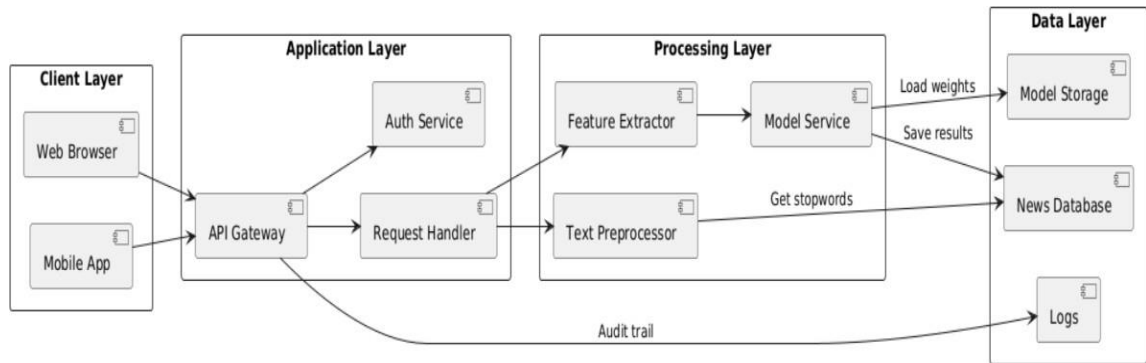 Client Layer
Web Browser
Mobile App
Application Layer
Auth Service
API Gateway
Request Handler
Processing Layer
Feature Extractor
Model Service
Text Preprocessor
Load weights
Save results
Get stopwords
Audit trail
Data Layer
Model Storage
News Database
Logs